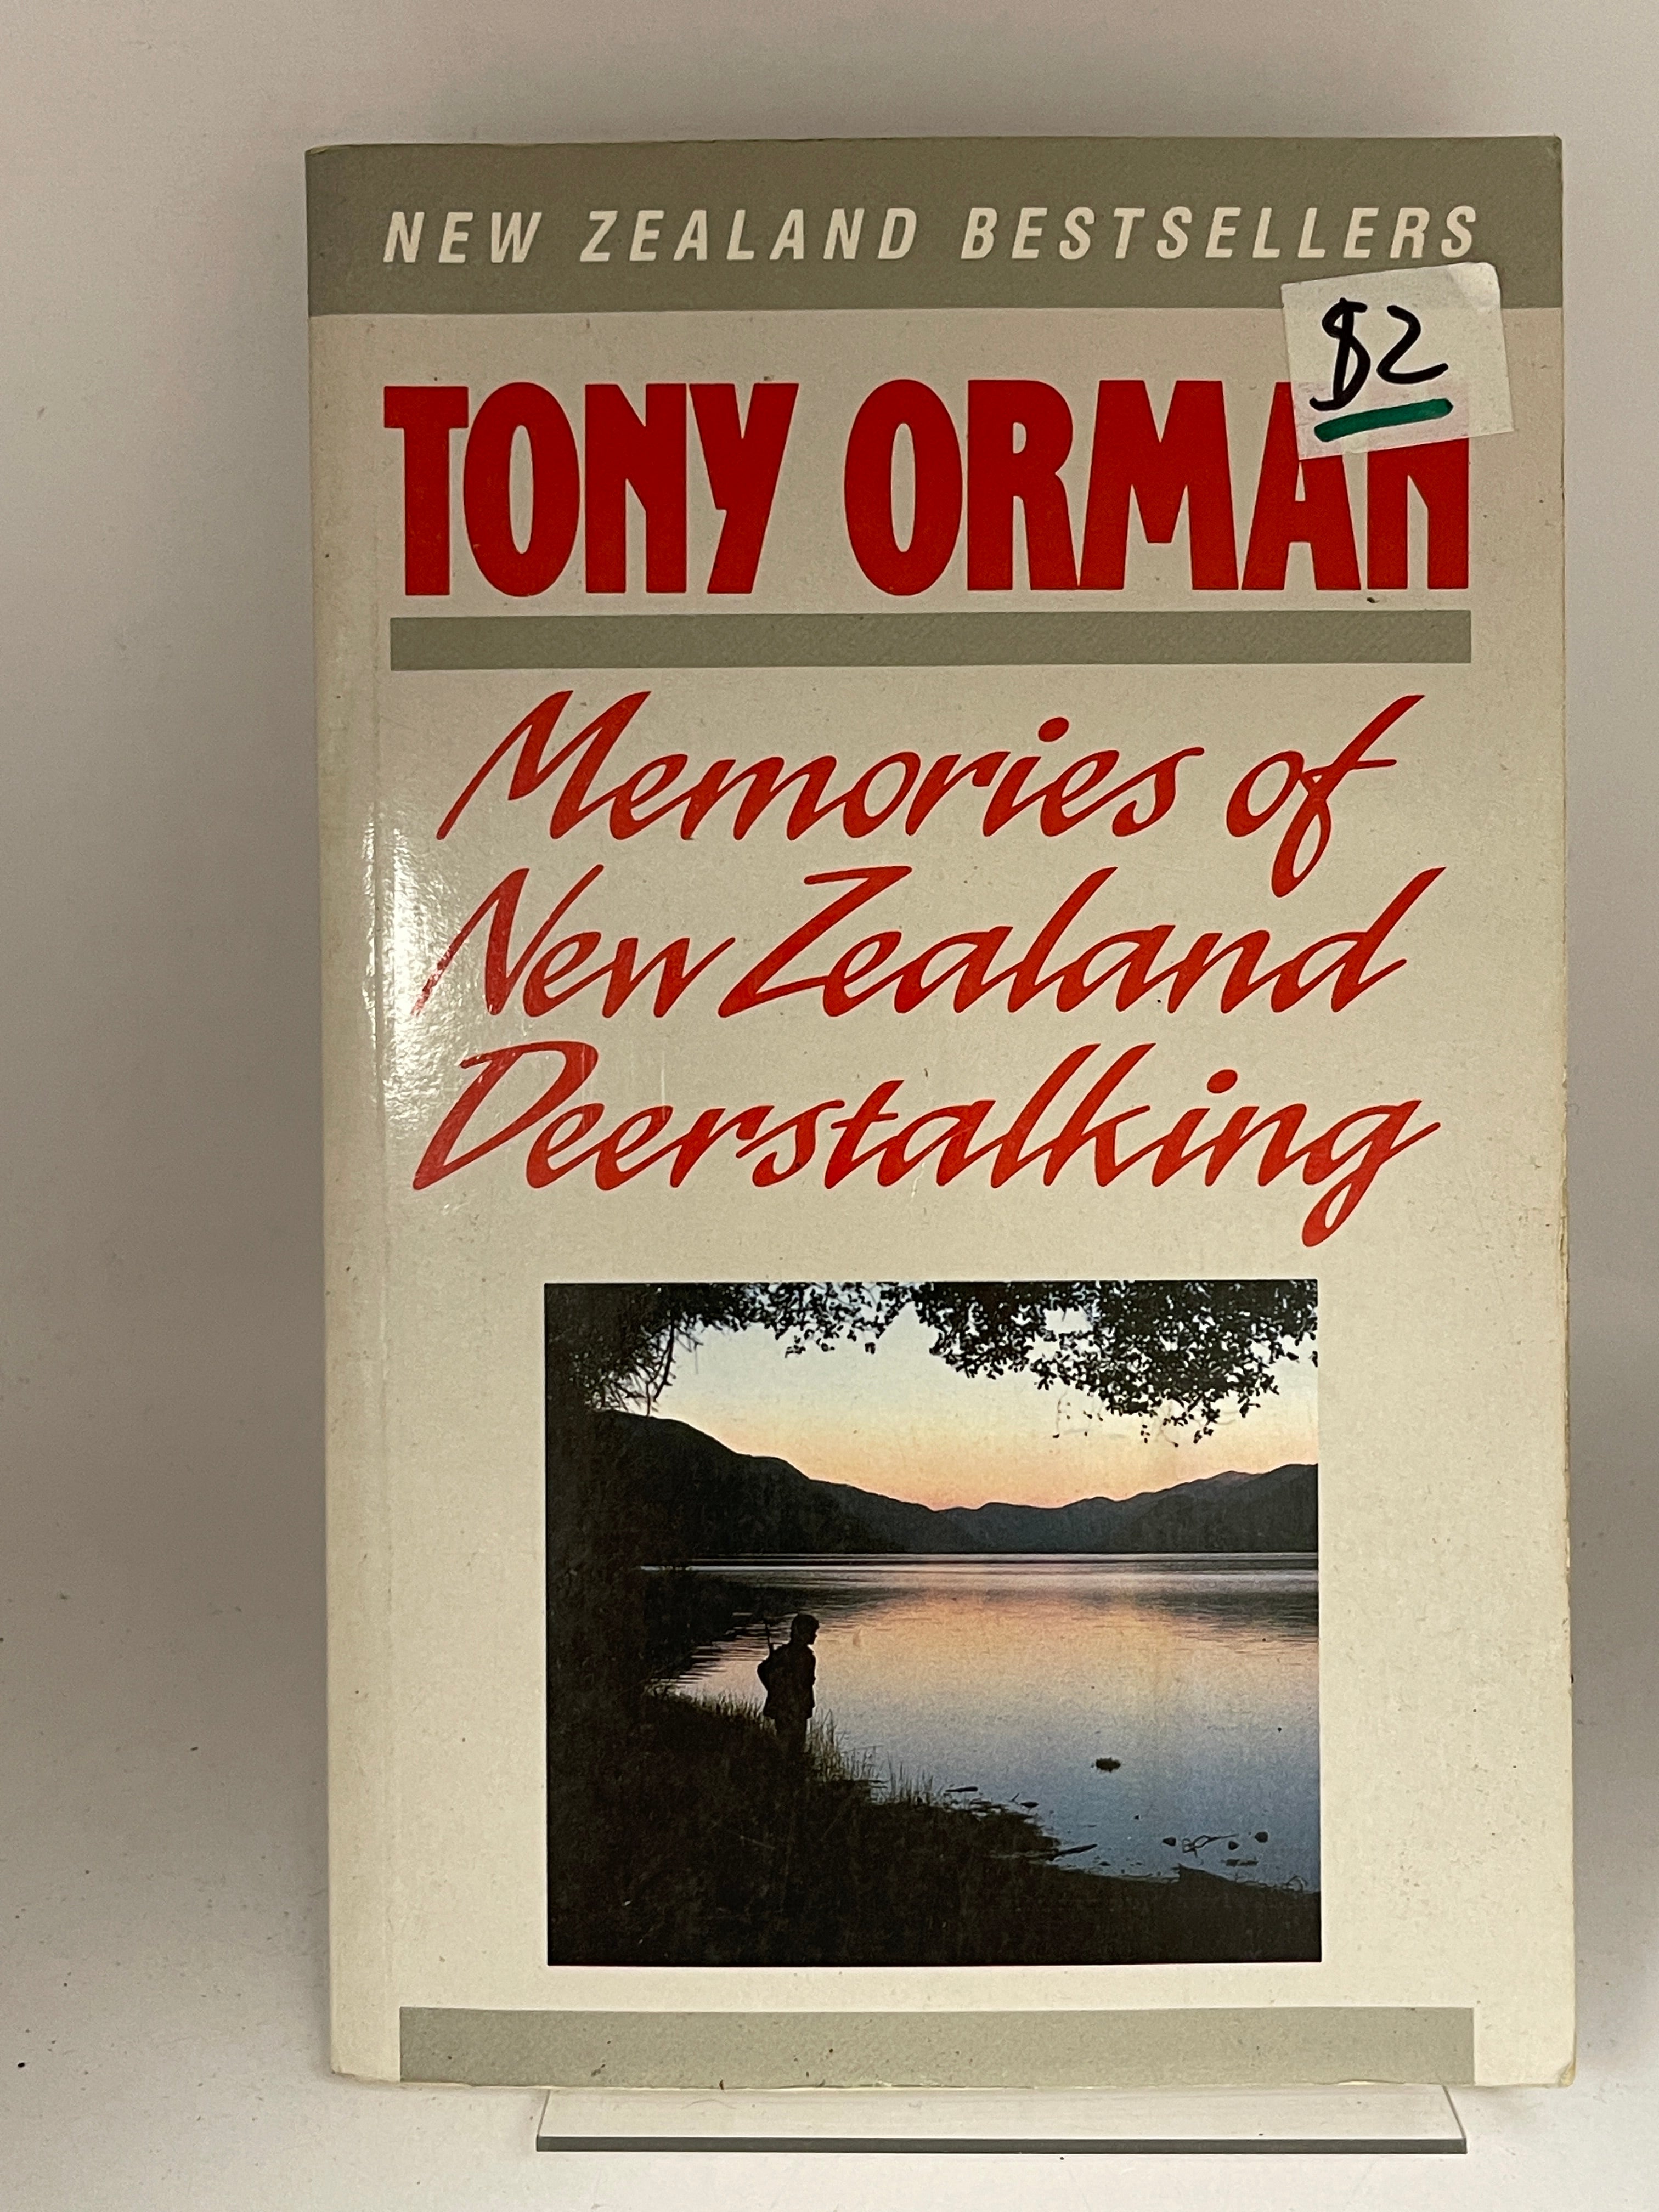 NEW ZEALAND BESTSELLERS
$2
TONY ORMAN
Memories of
New Zealand
Deerstalking